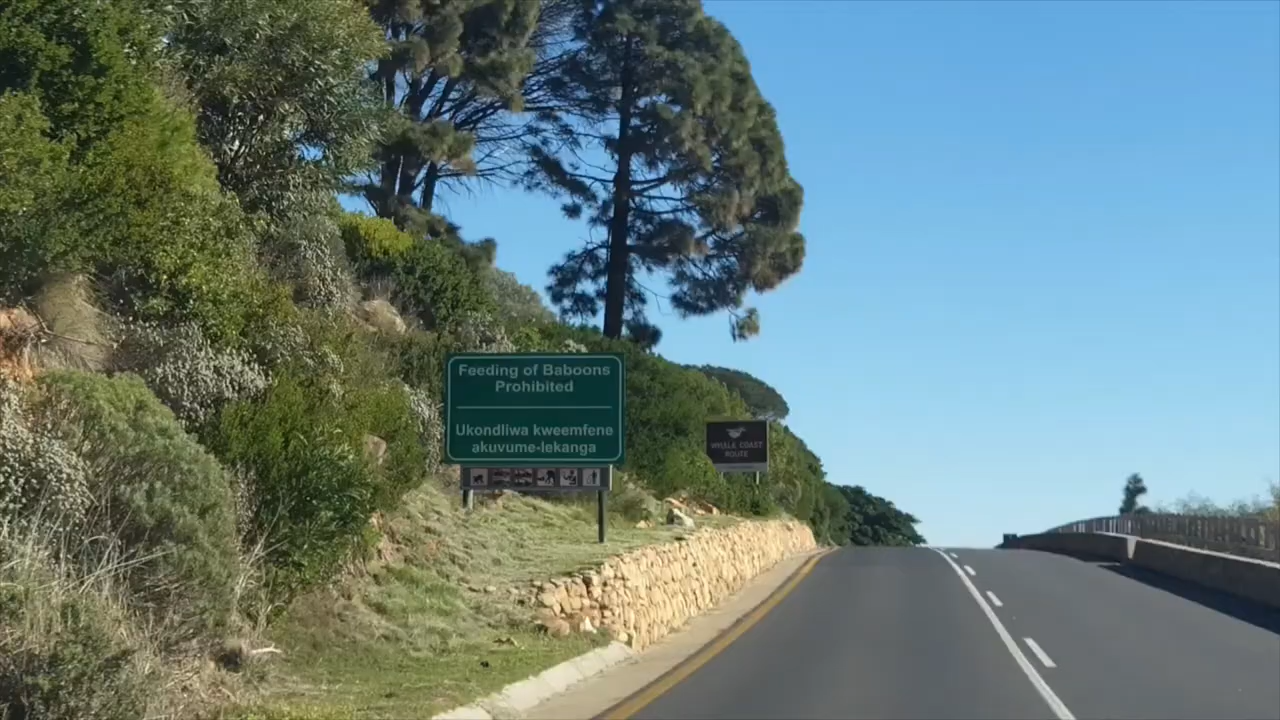 Feeding of Baboons
Prohibited
Ukondliwa kweemfene
akuvume-lekanga
WHALE COAST
ROUTE